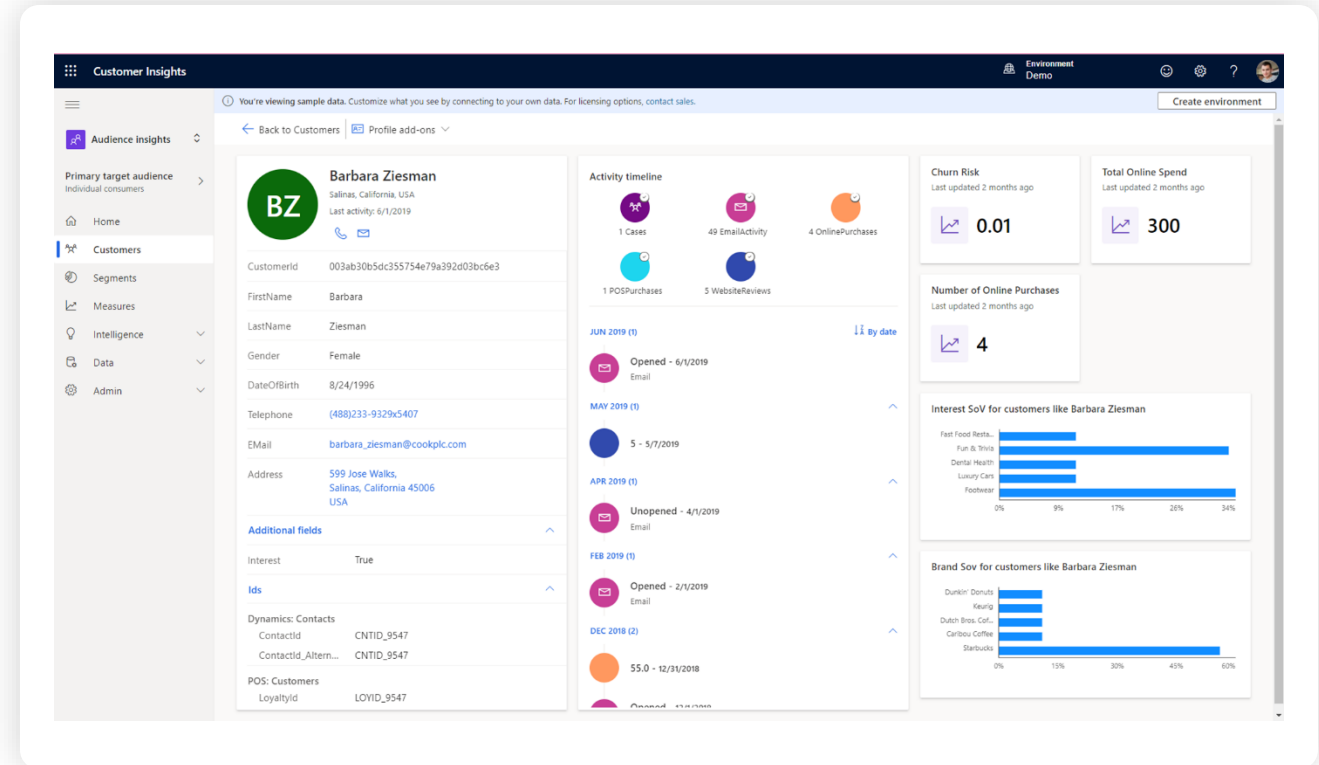 Customer Insights
Environment
Demo
You're viewing sample data. Customize what you see by connecting to your own data. For licensing options, contact sales.
Create environment
Audience insights
Primary target audience
Individual consumers
Home
Customers
Segments
Measures
Intelligence
Data
Admin
Back to Customers
Profile add-ons
BZ
Barbara Ziesman
Salinas, California, USA
Last activity: 6/1/2019
CustomerId 003ab30b5dc355754e79a392d03bc6e3
FirstName Barbara
LastName Ziesman
Gender Female
DateOfBirth 8/24/1996
Telephone (488)233-9329x5407
EMail barbara_ziesman@cookplc.com
Address 599 Jose Walks,
Salinas, California 45006
USA
Additional fields
Interest True
Ids
Dynamics: Contacts
ContactId CNTID_9547
ContactId_Altern... CNTID_9547
POS: Customers
LoyaltyId LOYID_9547
Activity timeline
1 Cases
49 EmailActivity
4 OnlinePurchases
1 POSPurchases
5 WebsiteReviews
JUN 2019 (1)
By date
Opened - 6/1/2019
Email
MAY 2019 (1)
5 - 5/7/2019
APR 2019 (1)
Unopened - 4/1/2019
Email
FEB 2019 (1)
Opened - 2/1/2019
Email
DEC 2018 (2)
55.0 - 12/31/2018
Opened - 12/1/2018
Churn Risk
Last updated 2 months ago
0.01
Total Online Spend
Last updated 2 months ago
300
Number of Online Purchases
Last updated 2 months ago
4
Interest SoV for customers like Barbara Ziesman
Fast Food Resta...
Fun & Trivia
Dental Health
Luxury Cars
Footwear
0% 9% 17% 26% 34%
Brand Sov for customers like Barbara Ziesman
Dunkin' Donuts
Keurig
Dutch Bros. Cof...
Caribou Coffee
Starbucks
0% 15% 30% 45% 60%